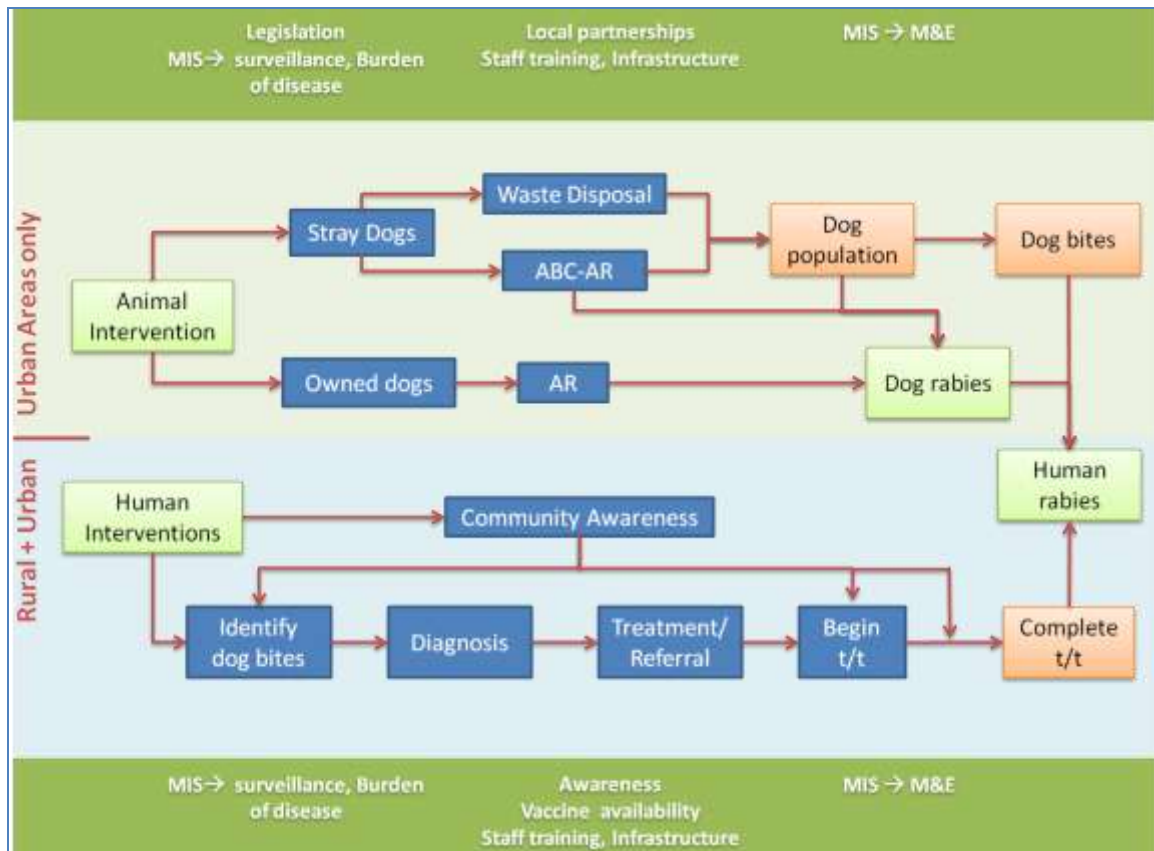 Legislation
MIS→ surveillance, Burden
of disease
Local partnerships
Staff training, Infrastructure
MIS → M&E
Urban Areas only
Waste Disposal
Stray Dogs
ABC-AR
Dog
population
Dog bites
Animal
Intervention
Owned dogs
AR
Dog rabies
Rural + Urban
Human
rabies
Human
Interventions
Community Awareness
Identify
dog bites
Diagnosis
Treatment/
Referral
Begin
t/t
Complete
t/t
MIS→ surveillance, Burden
of disease
Awareness
Vaccine availability
Staff training, Infrastructure
MIS → M&E